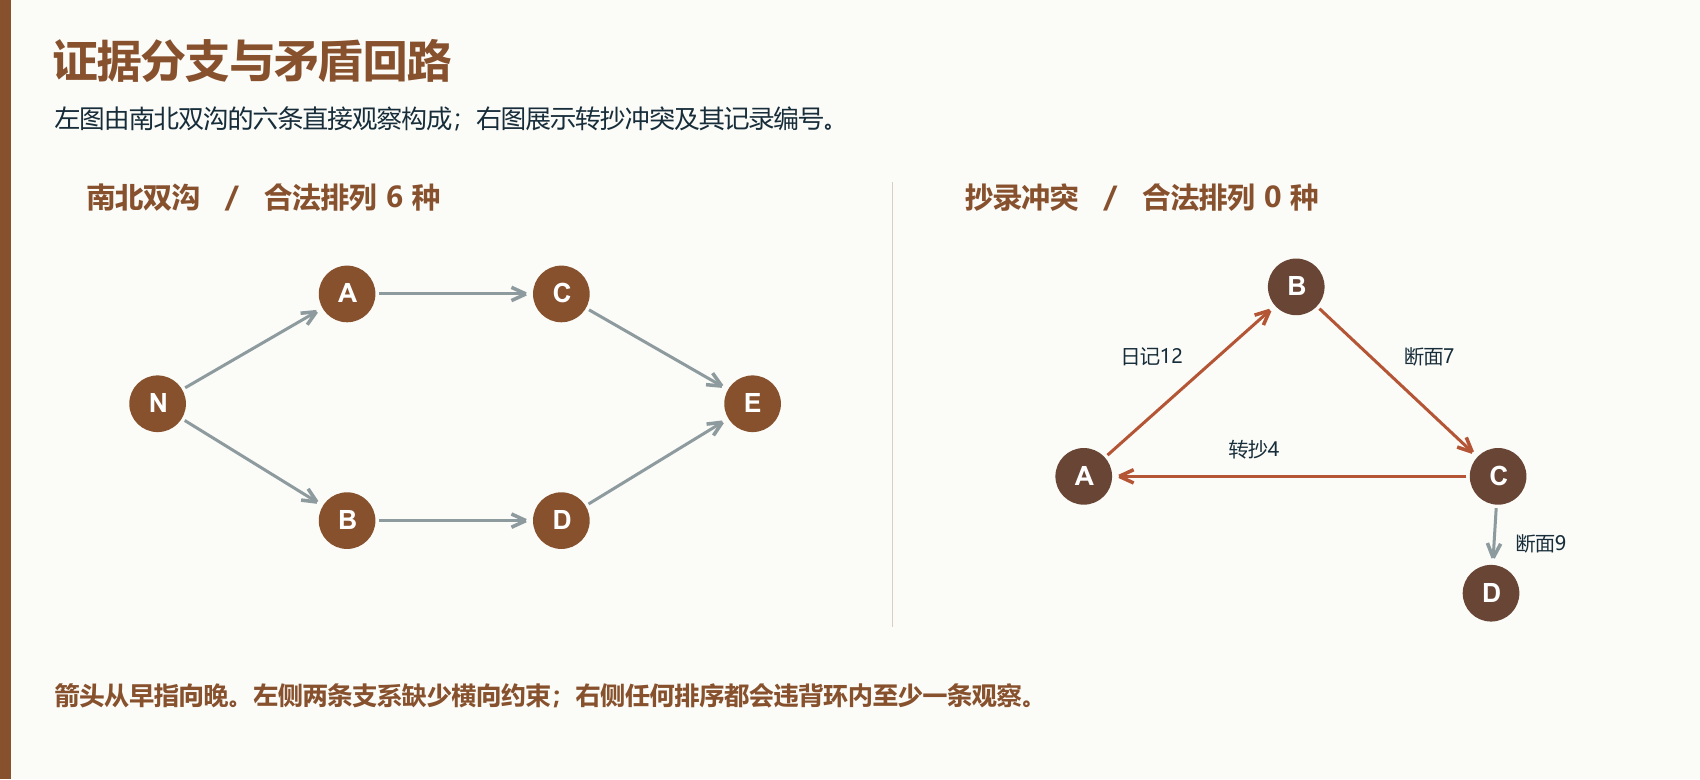 证据分支与矛盾回路
左图由南北双沟的六条直接观察构成；右图展示转抄冲突及其记录编号。
南北双沟 / 合法排列 6 种
A
C
N
E
B
D
抄录冲突 / 合法排列 0 种
B
日记12
断面7
转抄4
A
C
断面9
D
箭头从早指向晚。左侧两条支系缺少横向约束；右侧任何排序都会违背环内至少一条观察。